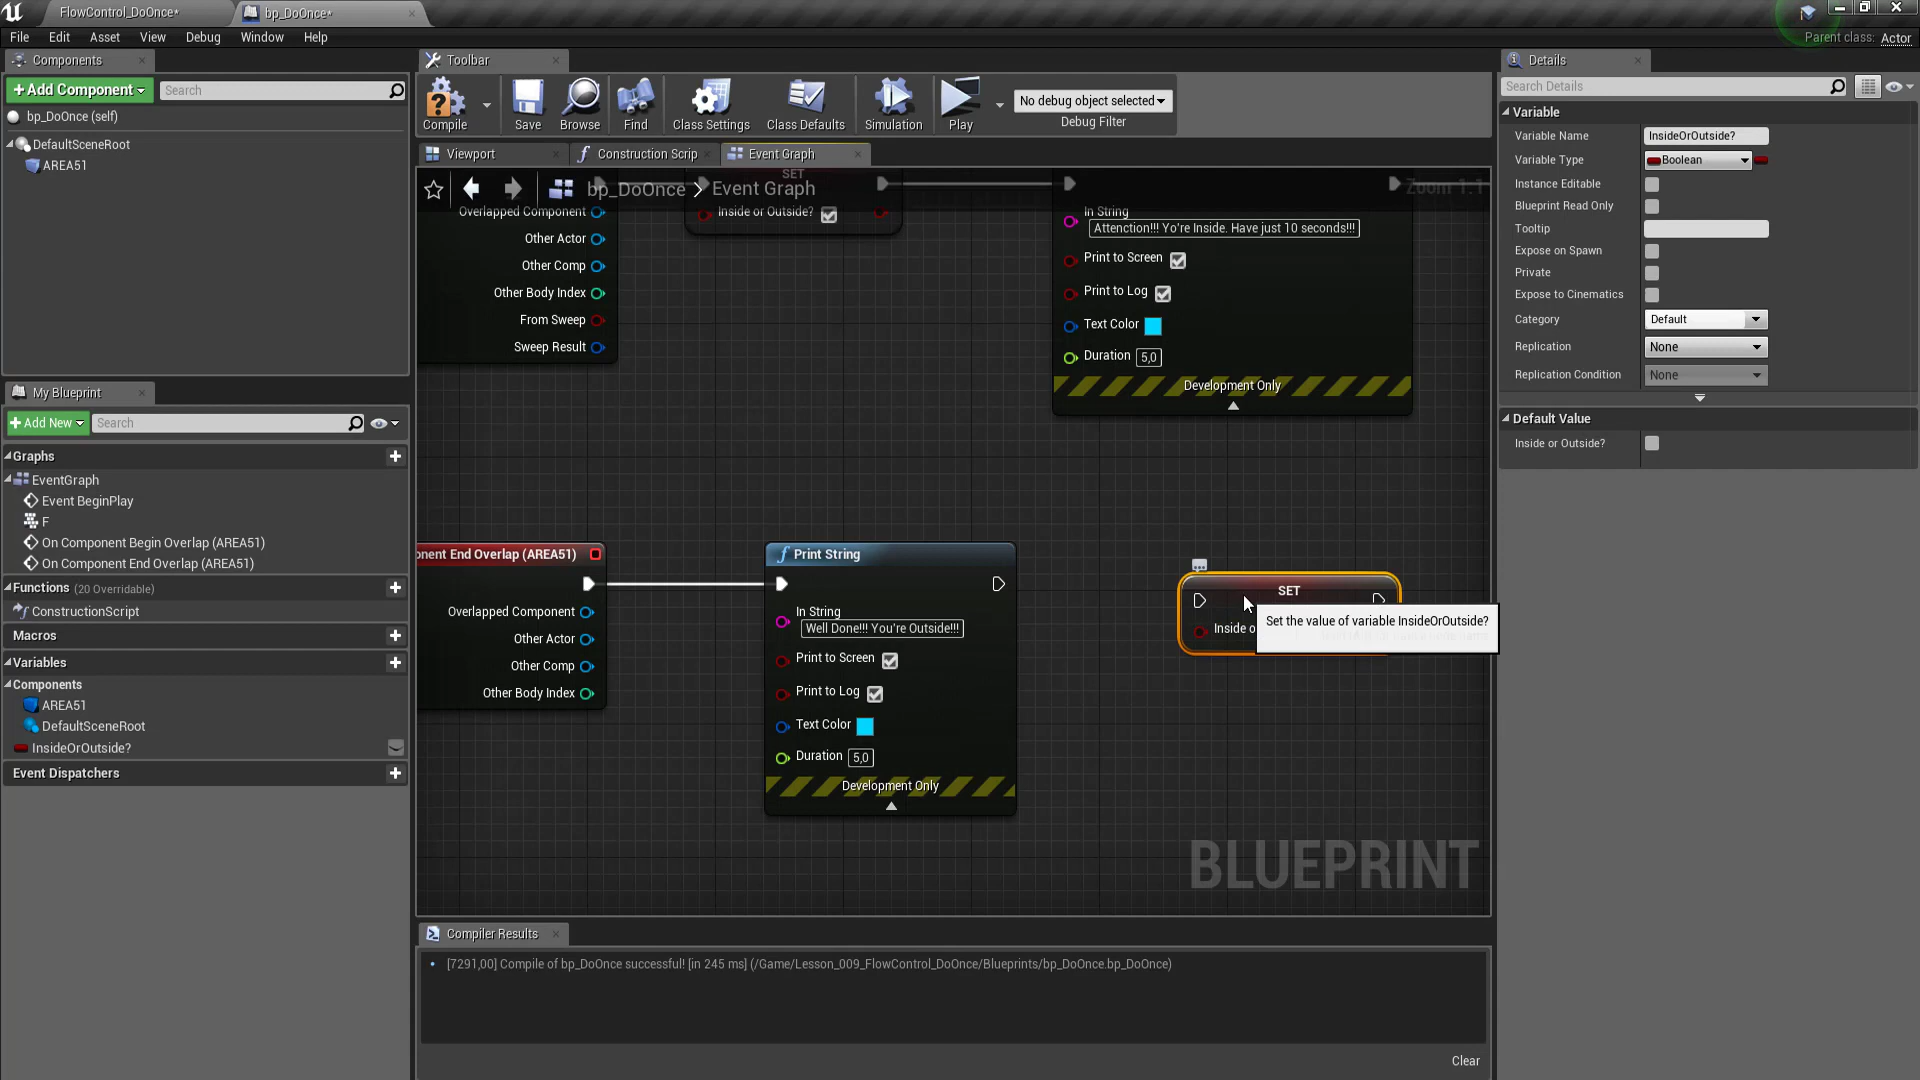 FlowControl_DoOnce*
bp_DoOnce*
File Edit Asset View Debug Window Help
Parent class: Actor
Components
Toolbar
Details
+Add Component
Search
Compile
Save
Browse
Find
Class Settings
Class Defaults
Simulation
Play
No debug object selected
Debug Filter
Search Details
bp_DoOnce (self)
DefaultSceneRoot
AREA51
Viewport
Construction Scrip
Event Graph
bp_DoOnce > Event Graph
Zoom 1:1
Variable
Variable Name InsideOrOutside?
Variable Type Boolean
Instance Editable
Blueprint Read Only
Tooltip
Expose on Spawn
Private
Expose to Cinematics
Category Default
Replication None
Replication Condition None
Default Value
Inside or Outside?
SET
Inside or Outside?
Overlapped Component
Other Actor
Other Comp
Other Body Index
From Sweep
Sweep Result
In String
Attenction!!! Yo're Inside. Have just 10 seconds!!!
Print to Screen
Print to Log
Text Color
Duration 5,0
Development Only
My Blueprint
+Add New
Search
Graphs
EventGraph
Event BeginPlay
F
On Component Begin Overlap (AREA51)
On Component End Overlap (AREA51)
Functions (20 Overridable)
ConstructionScript
Macros
Variables
Components
AREA51
DefaultSceneRoot
InsideOrOutside?
Event Dispatchers
onent End Overlap (AREA51)
Overlapped Component
Other Actor
Other Comp
Other Body Index
Print String
In String
Well Done!!! You're Outside!!!
Print to Screen
Print to Log
Text Color
Duration 5,0
Development Only
SET
Inside o
Set the value of variable InsideOrOutside?
BLUEPRINT
Compiler Results
[7291,00] Compile of bp_DoOnce successful! [in 245 ms] (/Game/Lesson_009_FlowControl_DoOnce/Blueprints/bp_DoOnce.bp_DoOnce)
Clear